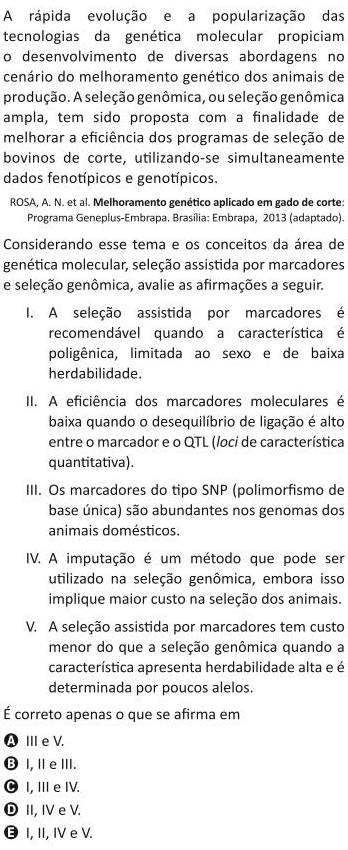 A rápida evolução e a popularização das
tecnologias da genética molecular propiciam
o desenvolvimento de diversas abordagens no
cenário do melhoramento genético dos animais de
produção. A seleção genômica, ou seleção genômica
ampla, tem sido proposta com a finalidade de
melhorar a eficiência dos programas de seleção de
bovinos de corte, utilizando-se simultaneamente
dados fenotípicos e genotípicos.
ROSA, A. N. et al. Melhoramento genético aplicado em gado de corte:
Programa Geneplus-Embrapa. Brasília: Embrapa, 2013 (adaptado).
Considerando esse tema e os conceitos da área de
genética molecular, seleção assistida por marcadores
e seleção genômica, avalie as afirmações a seguir.
I. A seleção assistida por marcadores é
recomendável quando a característica é
poligênica, limitada ao sexo e de baixa
herdabilidade.
II. A eficiência dos marcadores moleculares é
baixa quando o desequilíbrio de ligação é alto
entre o marcador e o QTL (loci de característica
quantitativa).
III. Os marcadores do tipo SNP (polimorfismo de
base única) são abundantes nos genomas dos
animais domésticos.
IV. A imputação é um método que pode ser
utilizado na seleção genômica, embora isso
implique maior custo na seleção dos animais.
V. A seleção assistida por marcadores tem custo
menor do que a seleção genômica quando a
característica apresenta herdabilidade alta e é
determinada por poucos alelos.
É correto apenas o que se afirma em
A III e V.
B I, II e III.
C I, III e IV.
D II, IV e V.
E I, II, IV e V.